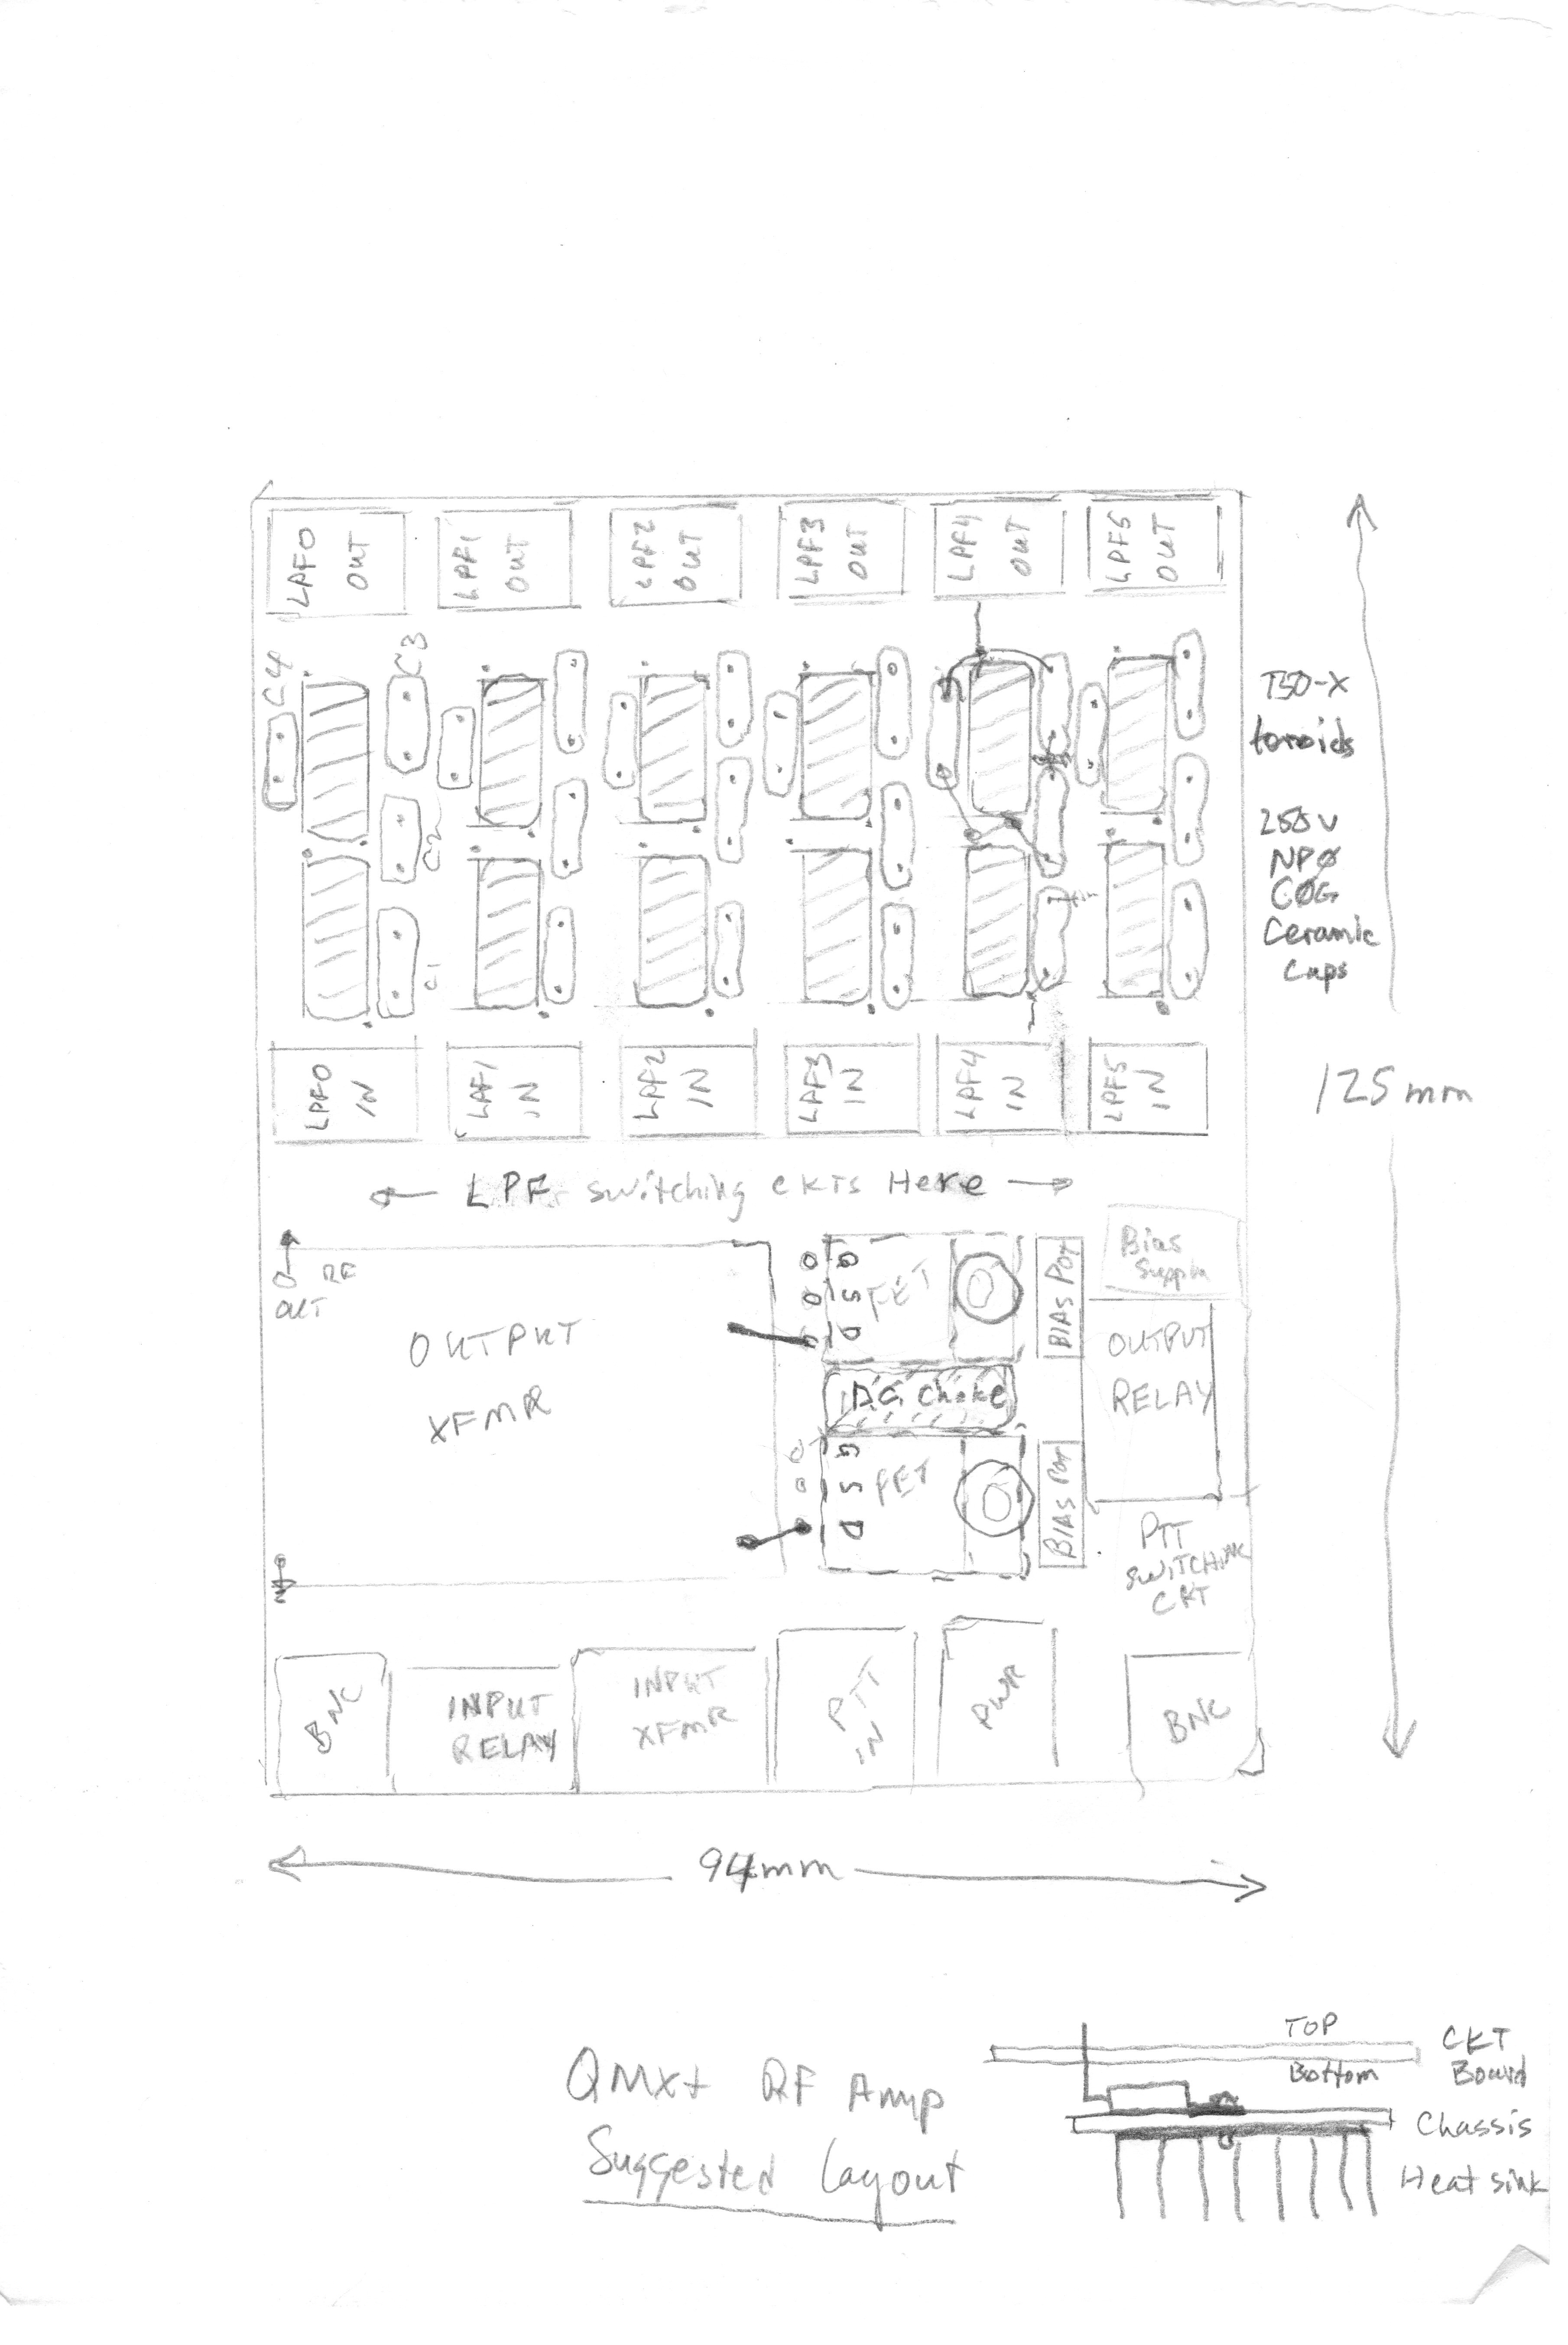 LPF0 OUT
LPF1 OUT
LPF2 OUT
LPF3 OUT
LPF4 OUT
LPF5 OUT
C4
C3
C2
C1
T50-X
toroids
250V
NPØ
CØG
Ceramic
Caps
LPF0 IN
LPF1 IN
LPF2 IN
LPF3 IN
LPF4 IN
LPF5 IN
125mm
← LPF switching CKTS Here →
RF
OUT
OUTPUT
XFMR
G
S FET
D
BIAS POT
Bias
Supply
OUTPUT
RELAY
DC Choke
G
S FET
D
BIAS POT
PTT
SWITCHING
CKT
BNC
INPUT
RELAY
INPUT
XFMR
PTT
IN
PWR
BNC
94mm
QMX+ RF Amp
Suggested Layout
TOP
Bottom
CKT
Board
Chassis
Heat sink